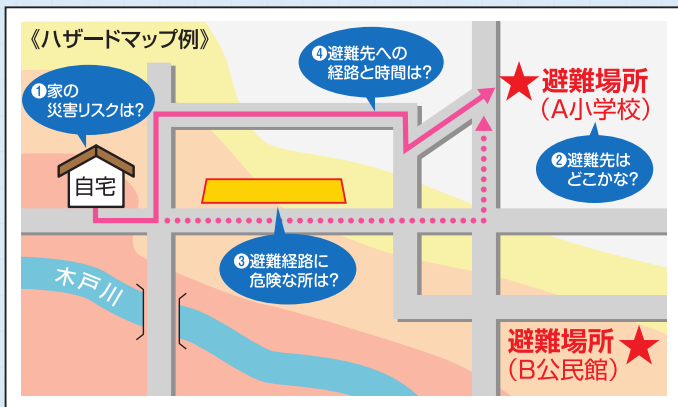 《ハザードマップ例》
❹避難先への
経路と時間は?
❶家の
災害リスクは?
避難場所
(A小学校)
❷避難先は
どこかな?
自宅
❸避難経路に
危険な所は?
木戸川
避難場所
(B公民館)